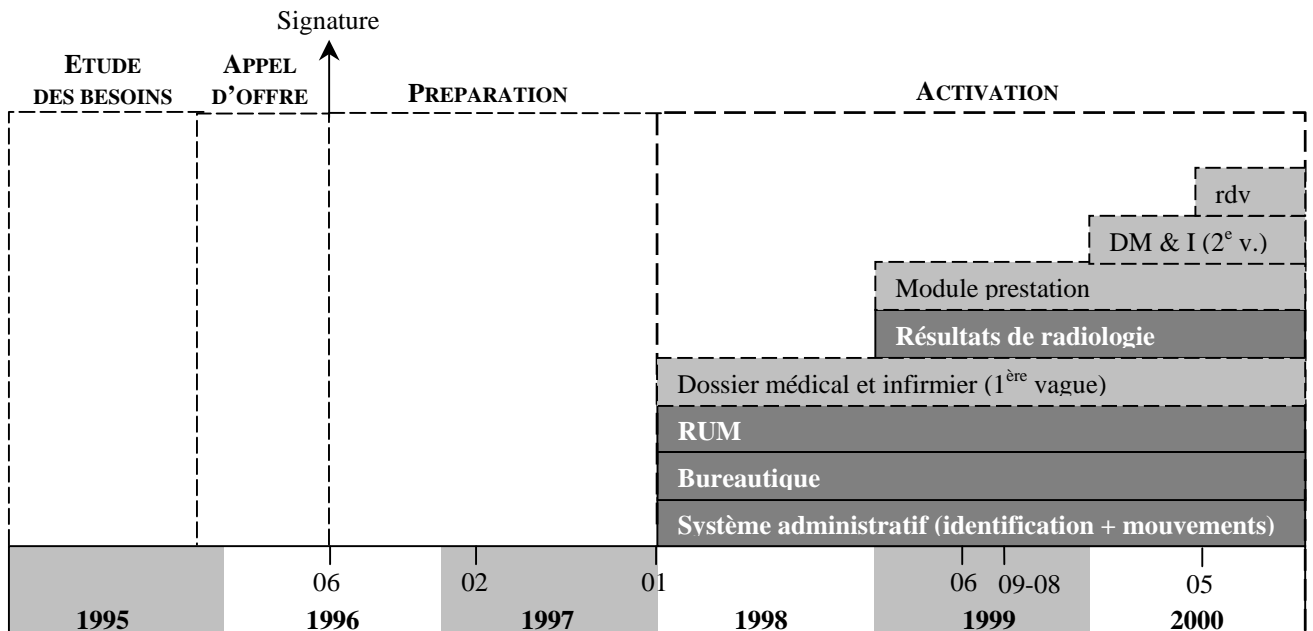 Signature
ETUDE
DES BESOINS
APPEL
D'OFFRE
PREPARATION
ACTIVATION
rdv
DM & I (2e v.)
Module prestation
Résultats de radiologie
Dossier médical et infirmier (1ère vague)
RUM
Bureautique
Système administratif (identification + mouvements)
06 02 01 06 09-08 05
1995 1996 1997 1998 1999 2000